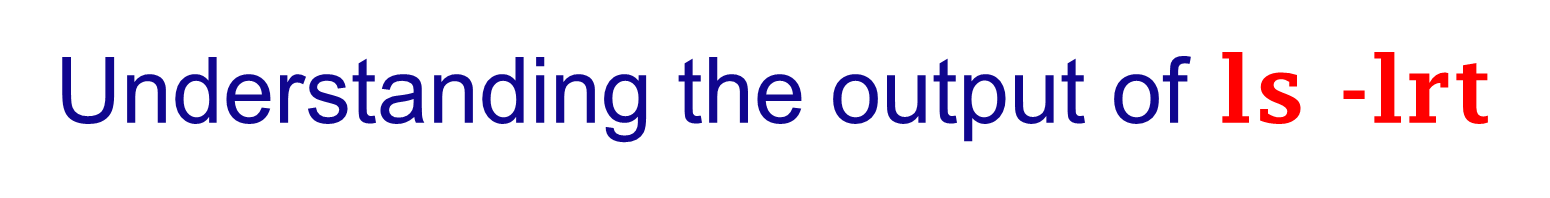 Understanding the output of ls -lrt